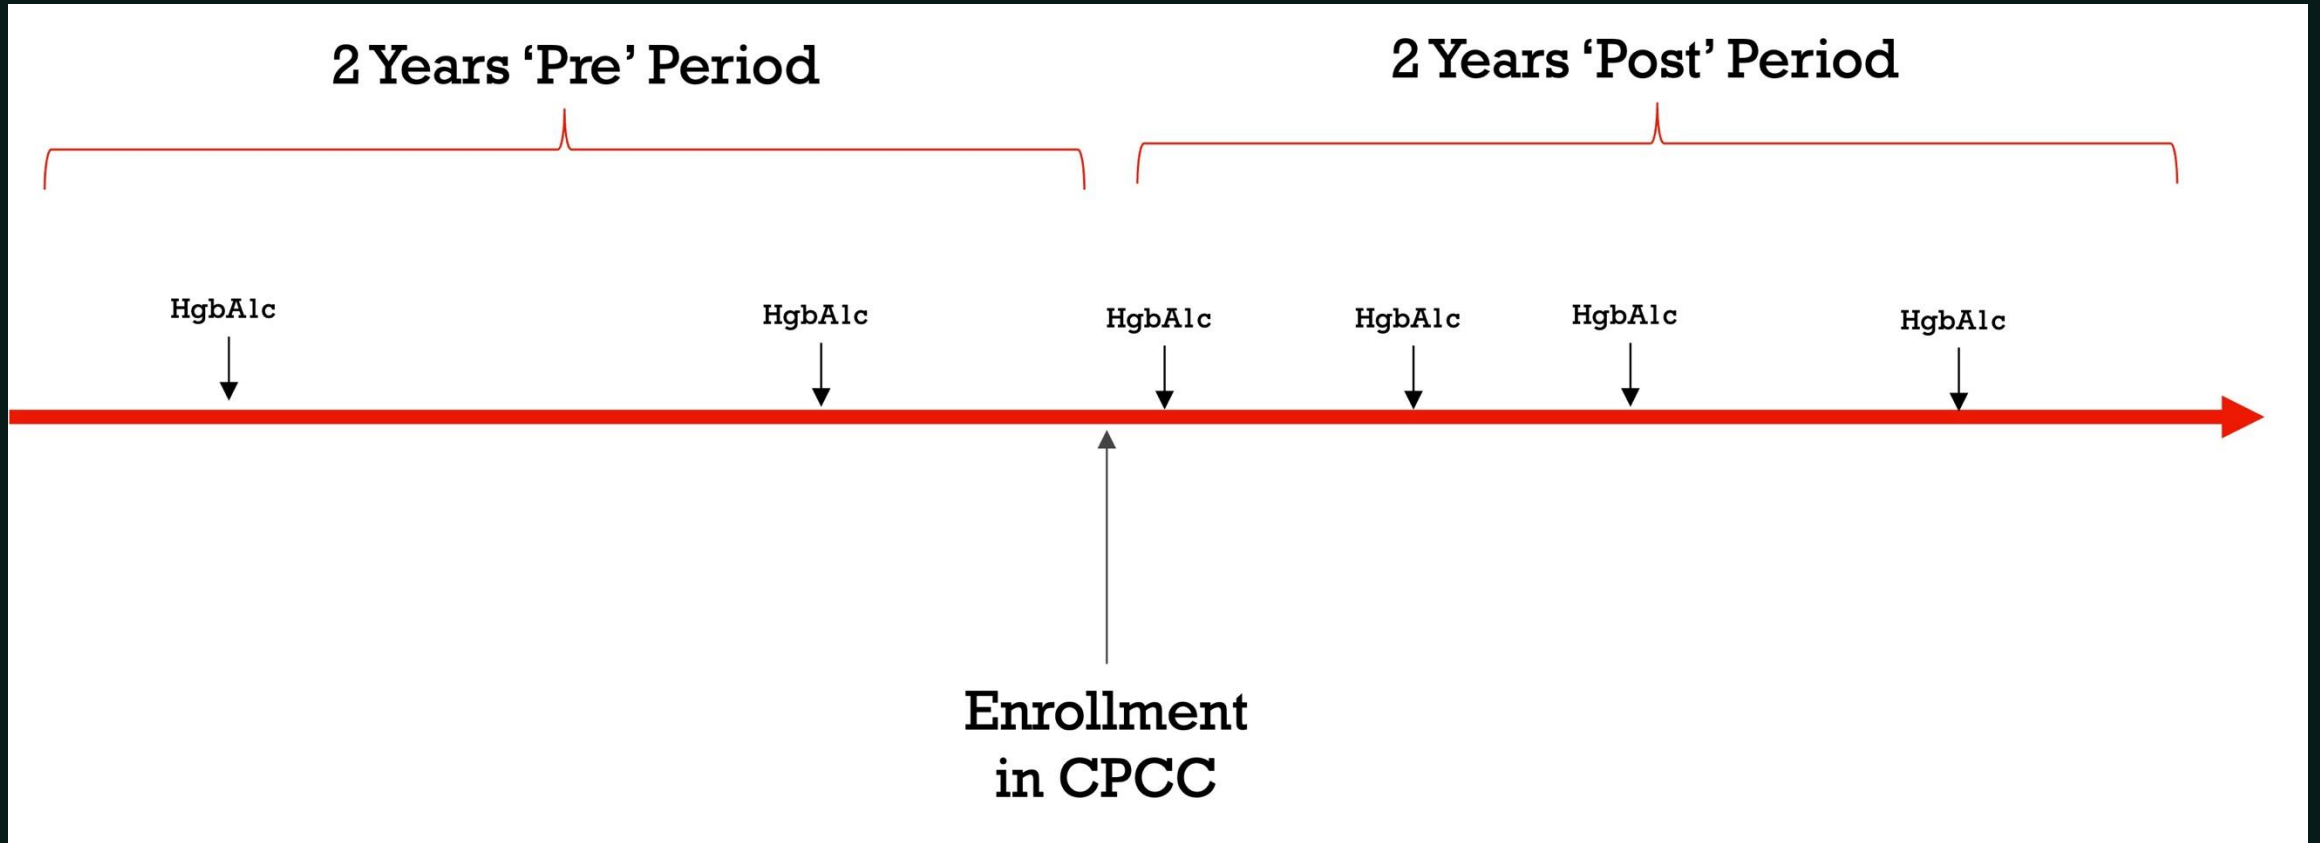 2 Years ‘Pre’ Period
2 Years ‘Post’ Period
HgbA1c
HgbA1c
HgbA1c
HgbA1c
HgbA1c
HgbA1c
Enrollment
in CPCC